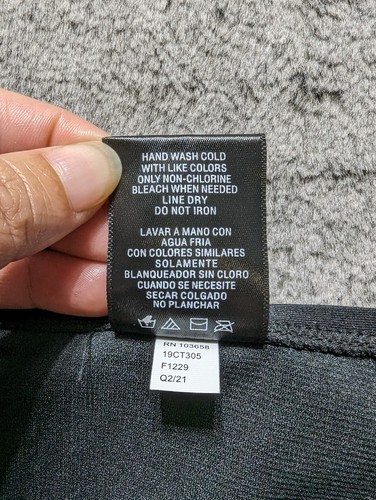 HAND WASH COLD
WITH LIKE COLORS
ONLY NON-CHLORINE
BLEACH WHEN NEEDED
LINE DRY
DO NOT IRON
LAVAR A MANO CON
AGUA FRIA
CON COLORES SIMILARES
SOLAMENTE
BLANQUEADOR SIN CLORO
CUANDO SE NECESITE
SECAR COLGADO
NO PLANCHAR
RN 103658
19CT305
F1229
Q2/21